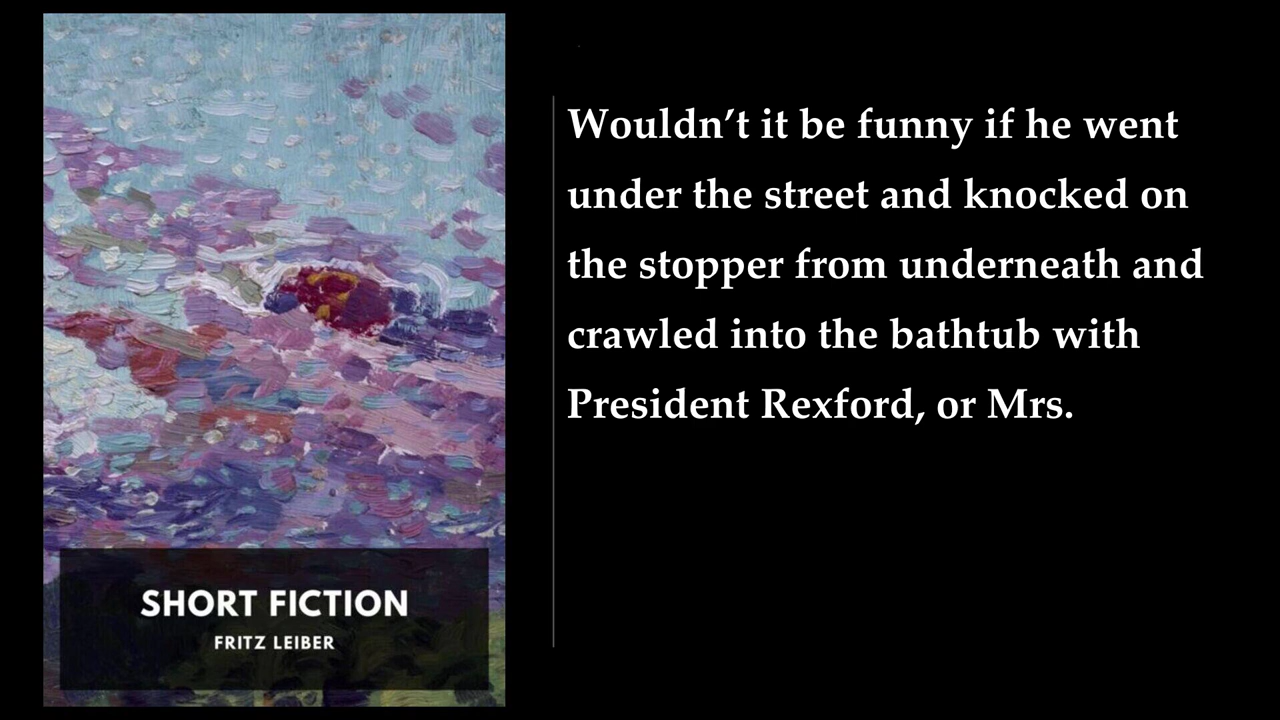 SHORT FICTION
FRITZ LEIBER
Wouldn’t it be funny if he went
under the street and knocked on
the stopper from underneath and
crawled into the bathtub with
President Rexford, or Mrs.